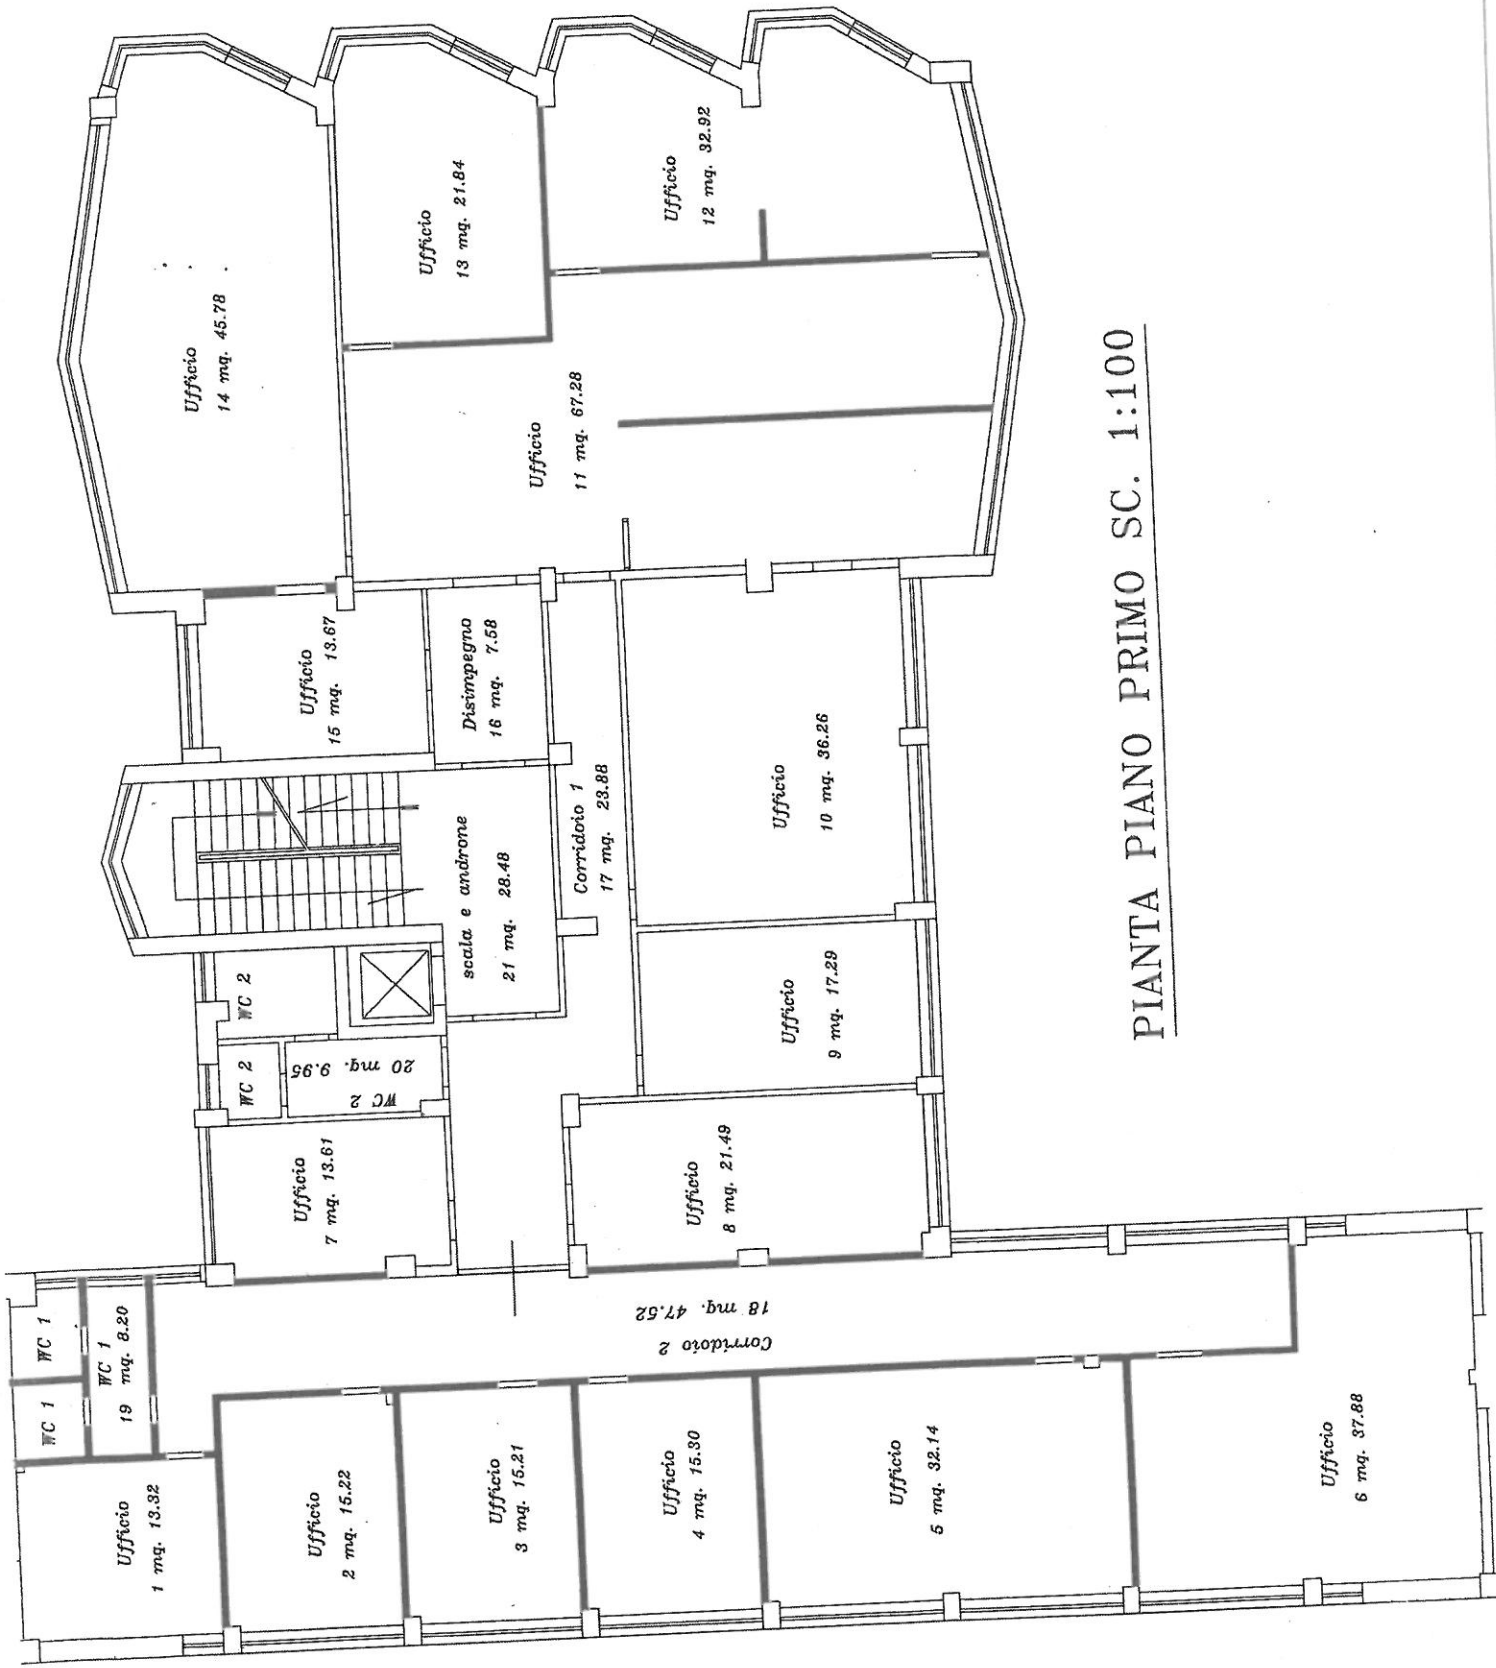 Ufficio
14 mq. 45.78
Ufficio
13 mq. 21.84
Ufficio
12 mq. 32.92
Ufficio
11 mq. 67.28
Ufficio
15 mq. 13.67
Disimpegno
16 mq. 7.58
scala e androne
21 mq. 28.48
Corridoio 1
17 mq. 23.88
Ufficio
10 mq. 36.26
Ufficio
9 mq. 17.29
Ufficio
8 mq. 21.49
WC 2
WC 2
WC 2
20 mq. 9.95
Ufficio
7 mq. 13.61
WC 1
WC 1
WC 1
19 mq. 8.20
Corridoio 2
18 mq. 47.52
Ufficio
1 mq. 13.32
Ufficio
2 mq. 15.22
Ufficio
3 mq. 15.21
Ufficio
4 mq. 15.30
Ufficio
5 mq. 32.14
Ufficio
6 mq. 37.88
PIANTA PIANO PRIMO SC. 1:100